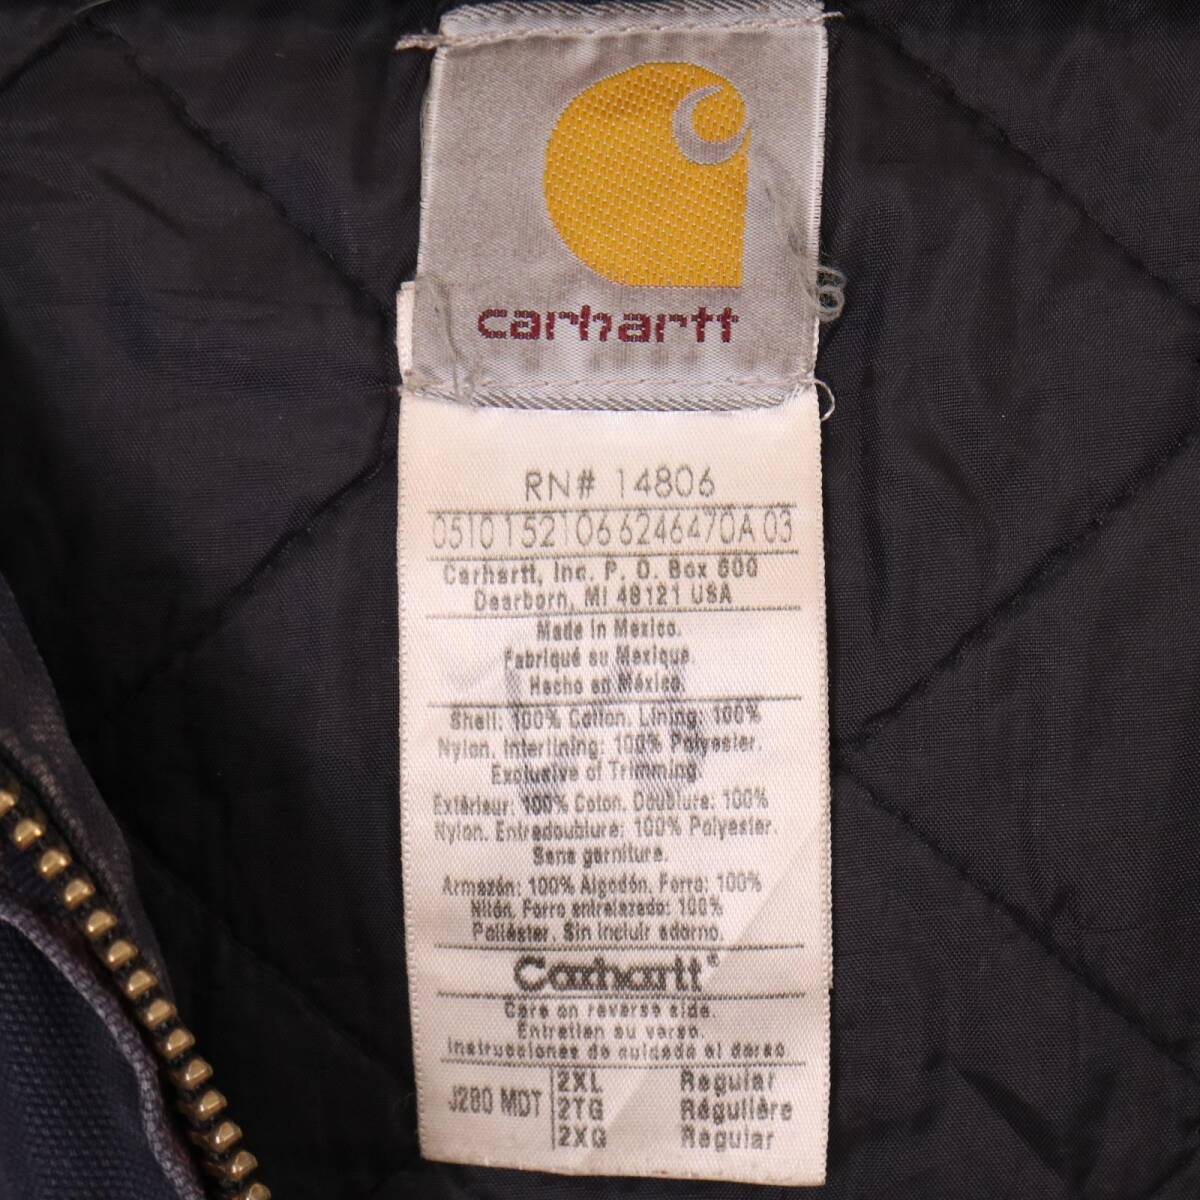 carhartt
RN# 14806
0510152106624647 0A 03
Carhartt, Inc. P. O. Box 600
Dearborn, MI 48121 USA
Made in Mexico.
Fabriqué su Mexique.
Hecho en México.
Shell: 100% Cotton. Lining: 100%
Nylon. Interlining: 100% Polyester.
Exclusive of Trimming.
Extérieur: 100% Coton. Doublure: 100%
Nylon. Entredoublure: 100% Polyester.
Sans garniture.
Armazón: 100% Algodón. Forro: 100%
Nilón. Forro entrelazado: 100%
Poliéster. Sin incluir adorno.
Carhartt®
Care on reverse side.
Entretien au verso.
Instrucciones de cuidado al dorso
J280 MDT
2XL Regular
2TG Régulière
2XG Regular